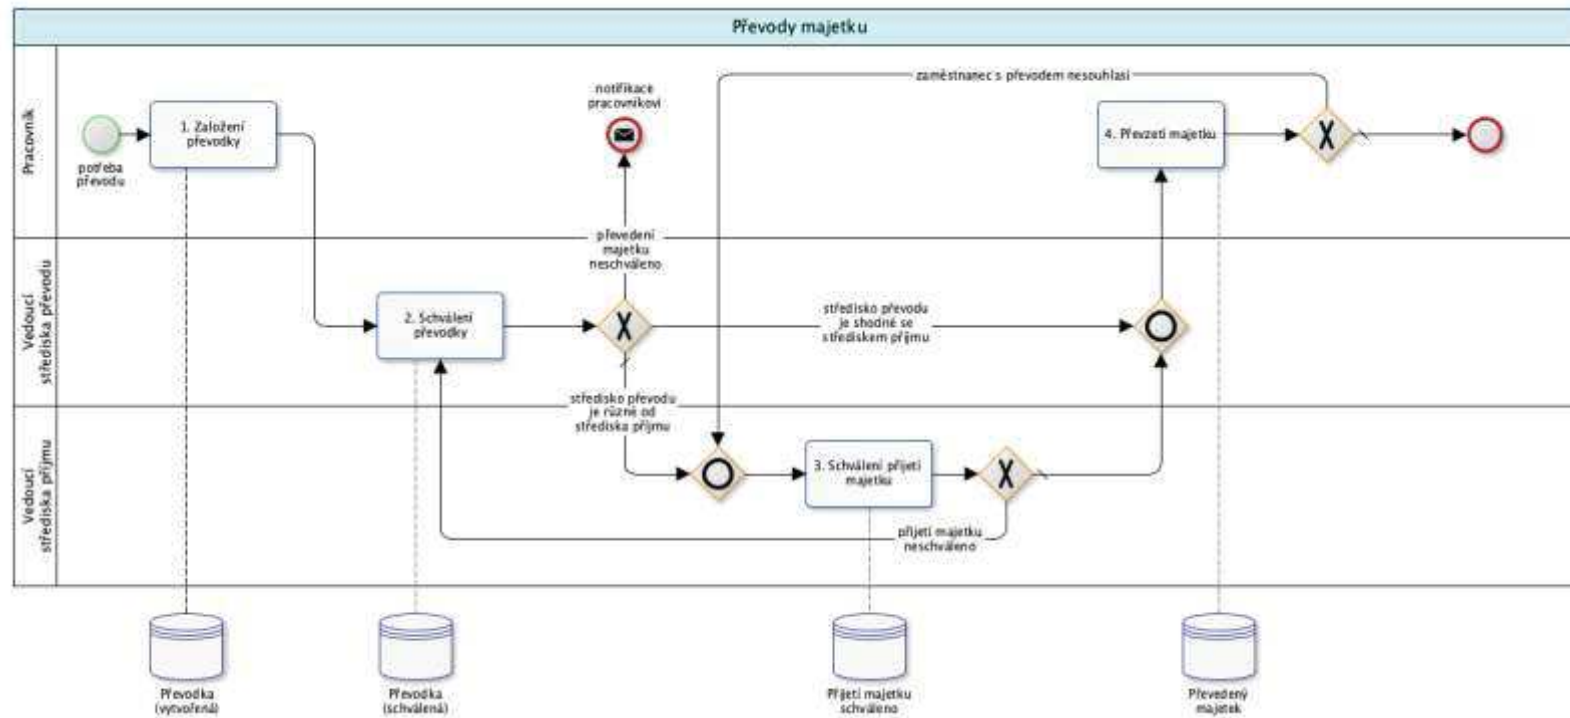 Převody majetku
Pracovník
potřeba
převodu
1. Založení
převodky
notifikace
pracovníkovi
zaměstnanec s převodem nesouhlasí
4. Převzetí majetku
převedení
majetku
neschváleno
Vedoucí
střediska převodu
2. Schválení
převodky
středisko převodu
je shodné se
střediskem příjmu
středisko převodu
je různé od
střediska příjmu
Vedoucí
střediska příjmu
3. Schválení přijetí
majetku
přijetí majetku
neschváleno
Převodka
(vytvořená)
Převodka
(schválená)
Přijetí majetku
schváleno
Převedený
majetek